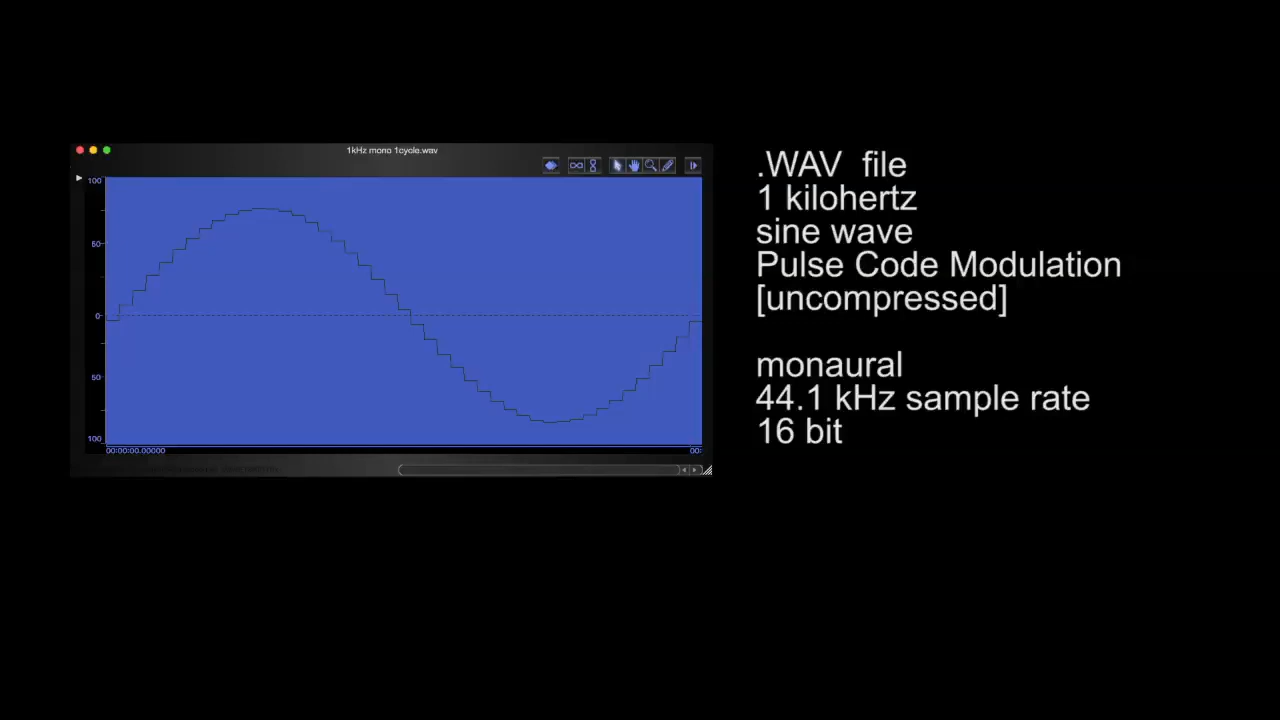 1kHz mono 1cycle.wav
100
50
0
50
100
00:00:00.00000
00:
.WAV file
1 kilohertz
sine wave
Pulse Code Modulation
[uncompressed]
monaural
44.1 kHz sample rate
16 bit